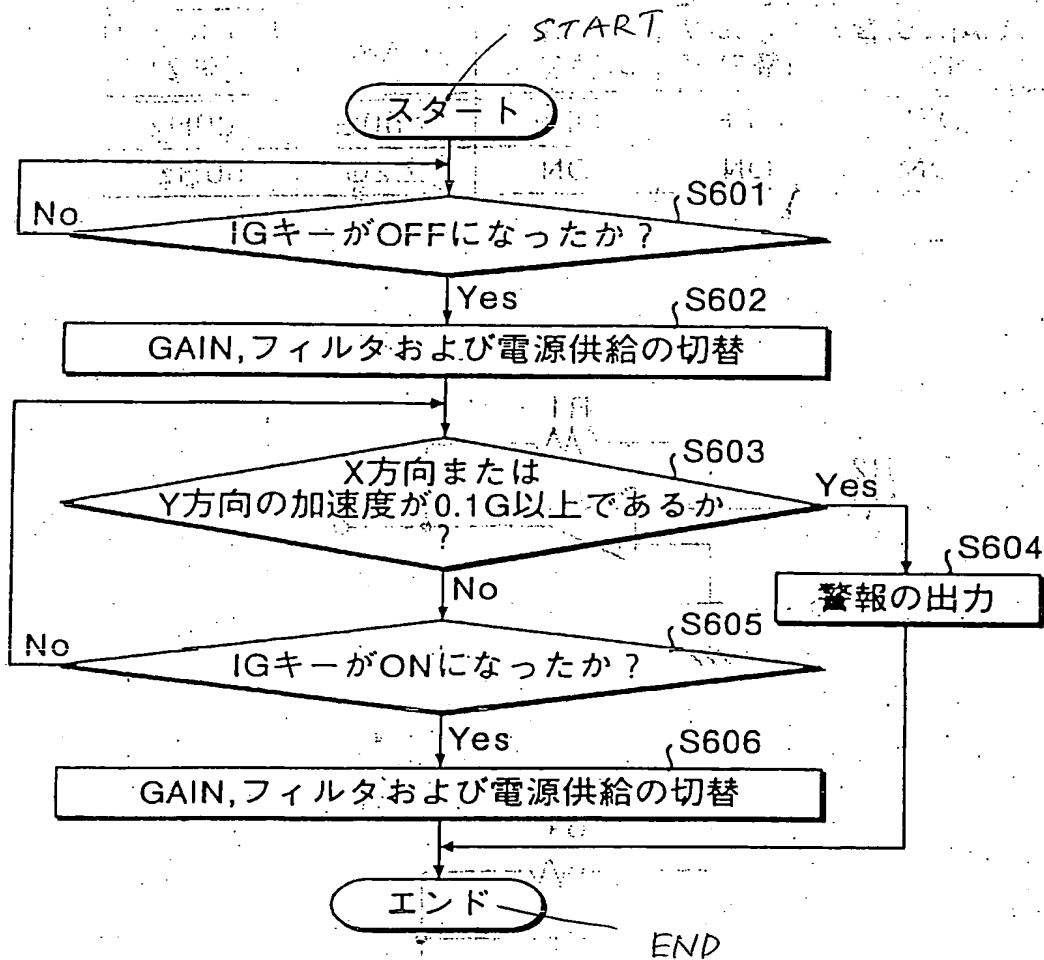 START
スタート
S601
No
IGキーがOFFになったか?
Yes
S602
GAIN,フィルタおよび電源供給の切替
S603
X方向または
Y方向の加速度が0.1G以上であるか
?
Yes
S604
警報の出力
No
S605
No
IGキーがONになったか?
Yes
S606
GAIN,フィルタおよび電源供給の切替
エンド
END